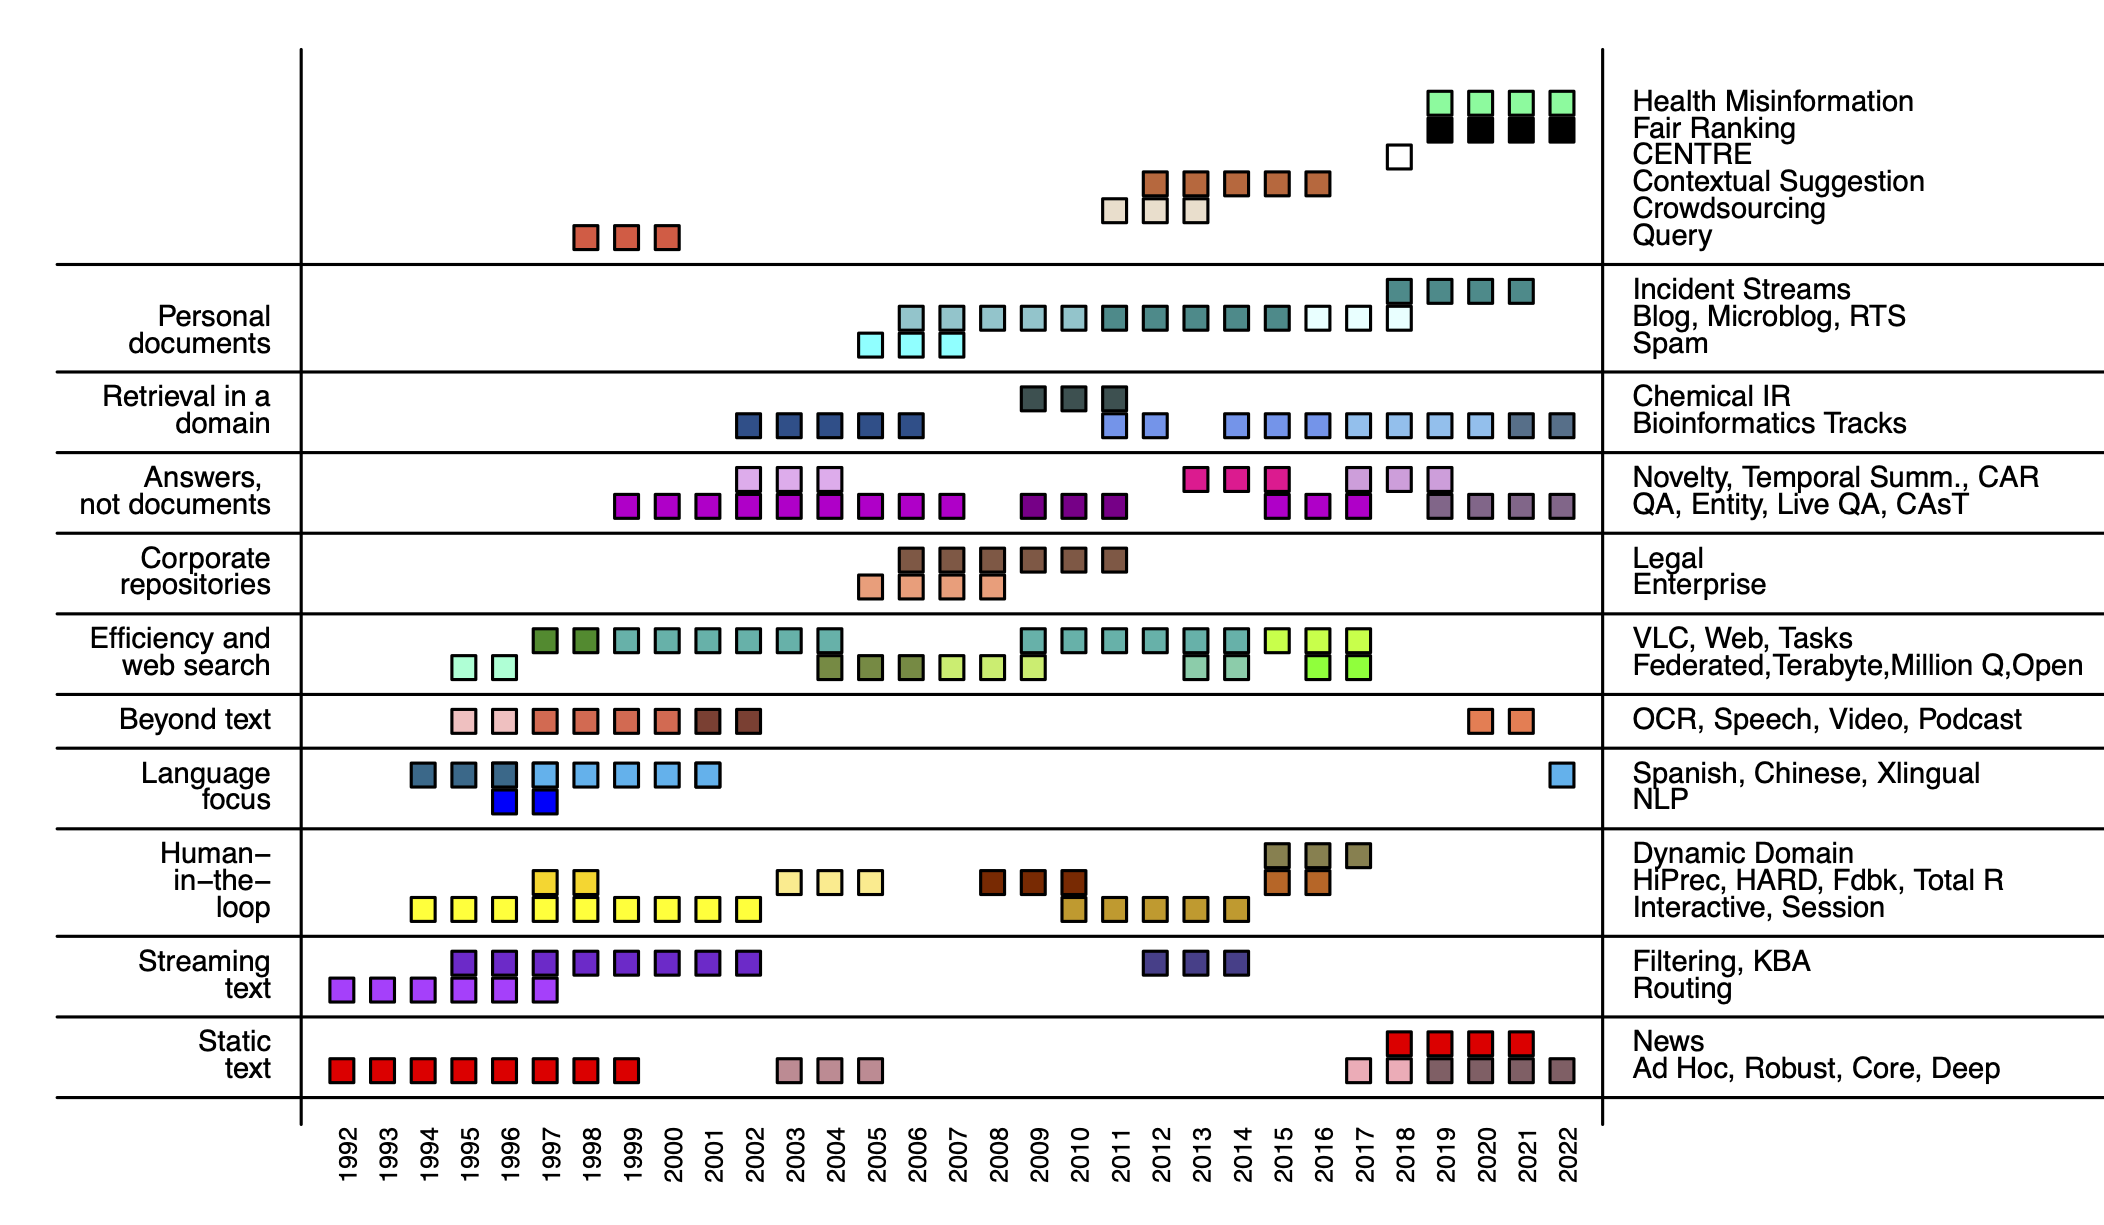 Health Misinformation
Fair Ranking
CENTRE
Contextual Suggestion
Crowdsourcing
Query
Personal
documents
Incident Streams
Blog, Microblog, RTS
Spam
Retrieval in a
domain
Chemical IR
Bioinformatics Tracks
Answers,
not documents
Novelty, Temporal Summ., CAR
QA, Entity, Live QA, CAsT
Corporate
repositories
Legal
Enterprise
Efficiency and
web search
VLC, Web, Tasks
Federated,Terabyte,Million Q,Open
Beyond text
OCR, Speech, Video, Podcast
Language
focus
Spanish, Chinese, Xlingual
NLP
Human–
in–the–
loop
Dynamic Domain
HiPrec, HARD, Fdbk, Total R
Interactive, Session
Streaming
text
Filtering, KBA
Routing
Static
text
News
Ad Hoc, Robust, Core, Deep
1992
1993
1994
1995
1996
1997
1998
1999
2000
2001
2002
2003
2004
2005
2006
2007
2008
2009
2010
2011
2012
2013
2014
2015
2016
2017
2018
2019
2020
2021
2022